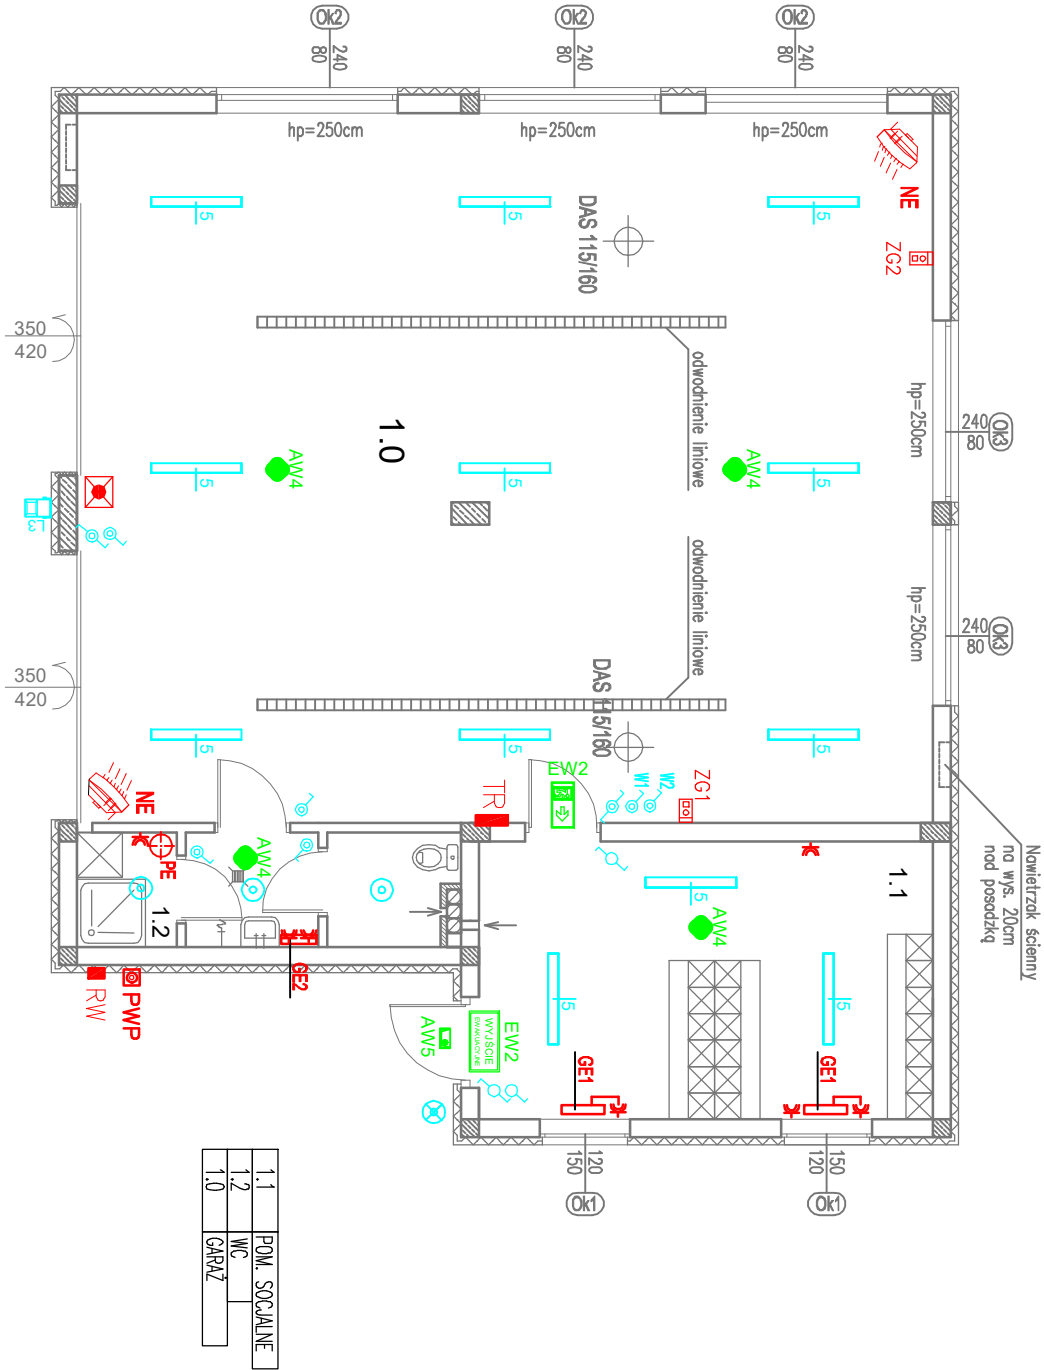 Ok2
240
80
Ok2
240
80
Ok2
240
80
hp=250cm
hp=250cm
hp=250cm
NE
ZG2
5
5
5
DAS 115/160
350
420
odwodnienie liniowe
hp=250cm
240
80
Ok3
1.0
AW4
AW4
5
5
5
L3
odwodnienie liniowe
hp=250cm
240
80
Ok3
350
420
DAS 115/160
5
5
5
NE
EW2
W1
W2
ZG1
TR
Nawietrzak ścienny
na wys. 20cm
nad posadzką
PE
AW4
1.1
5
AW4
1.2
GE2
RW
PWP
5
5
AW5
WYJŚCIE
EWAKUACYJNE
EW2
GE1
GE1
120
150
Ok1
150
120
Ok1
1.1 POM. SOCJALNE
1.2 WC
1.0 GARAŻ